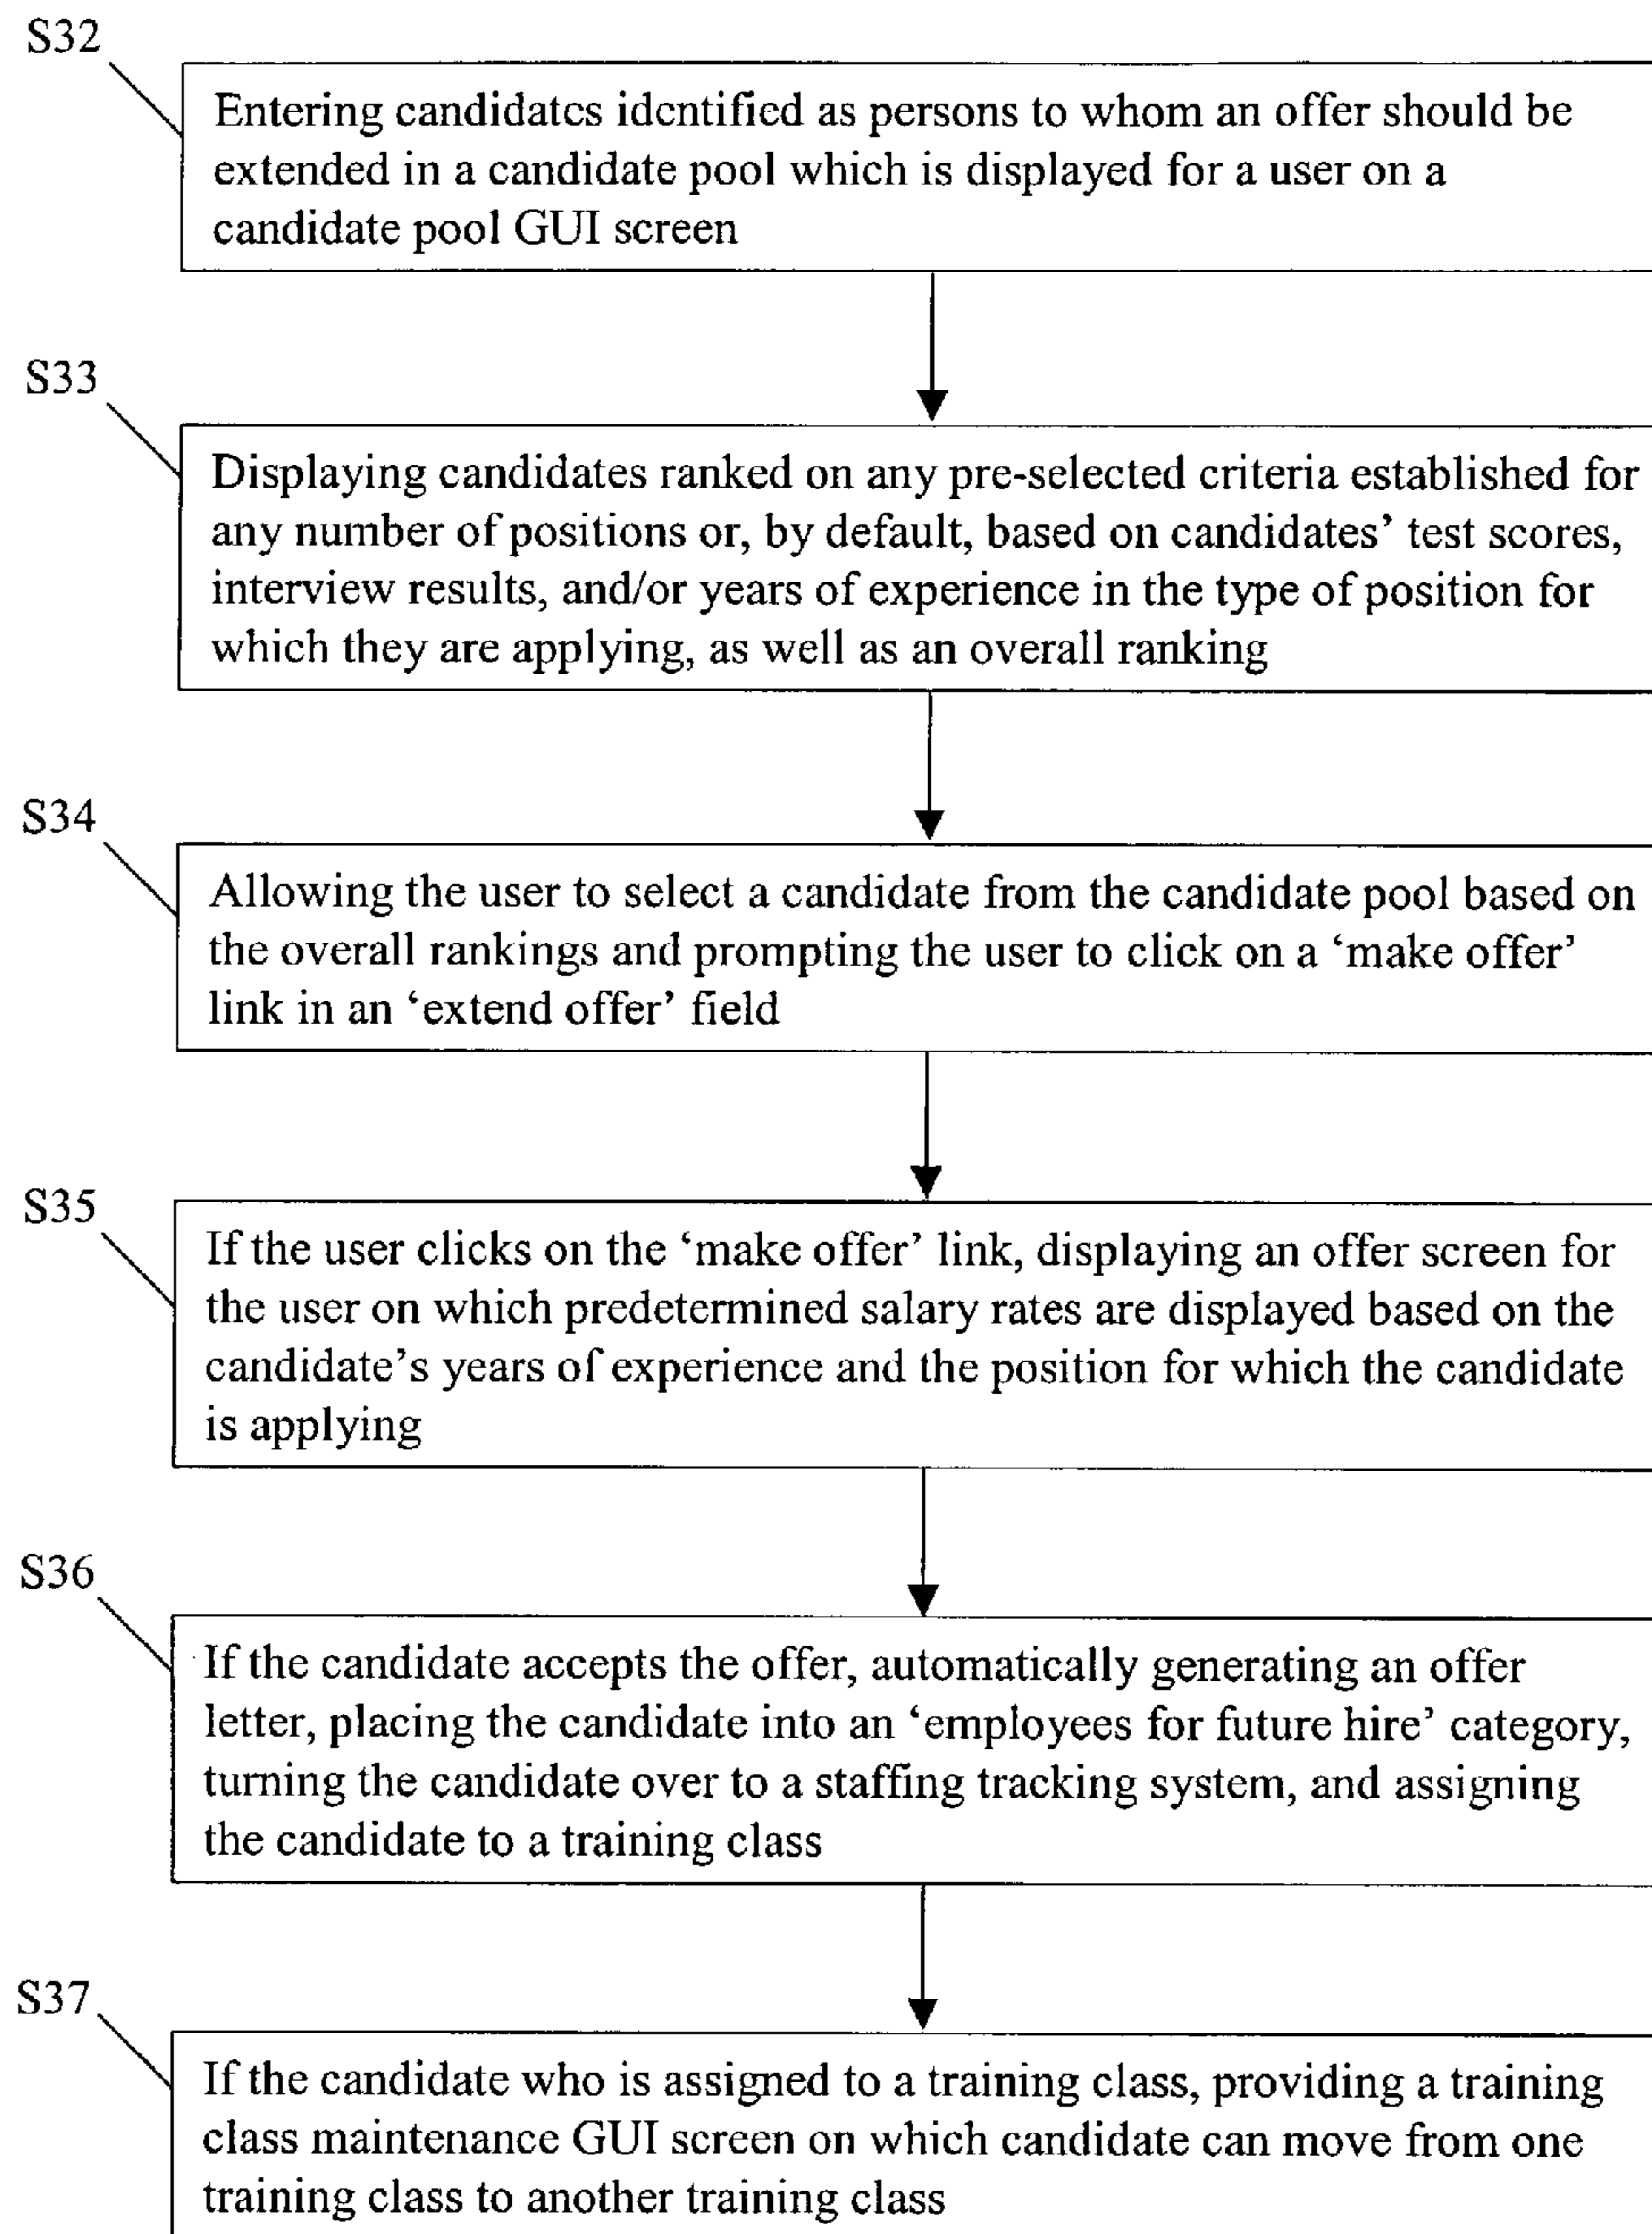 S32
Entering candidates identified as persons to whom an offer should be
extended in a candidate pool which is displayed for a user on a
candidate pool GUI screen
S33
Displaying candidates ranked on any pre-selected criteria established for
any number of positions or, by default, based on candidates’ test scores,
interview results, and/or years of experience in the type of position for
which they are applying, as well as an overall ranking
S34
Allowing the user to select a candidate from the candidate pool based on
the overall rankings and prompting the user to click on a ‘make offer’
link in an ‘extend offer’ field
S35
If the user clicks on the ‘make offer’ link, displaying an offer screen for
the user on which predetermined salary rates are displayed based on the
candidate’s years of experience and the position for which the candidate
is applying
S36
If the candidate accepts the offer, automatically generating an offer
letter, placing the candidate into an ‘employees for future hire’ category,
turning the candidate over to a staffing tracking system, and assigning
the candidate to a training class
S37
If the candidate who is assigned to a training class, providing a training
class maintenance GUI screen on which candidate can move from one
training class to another training class